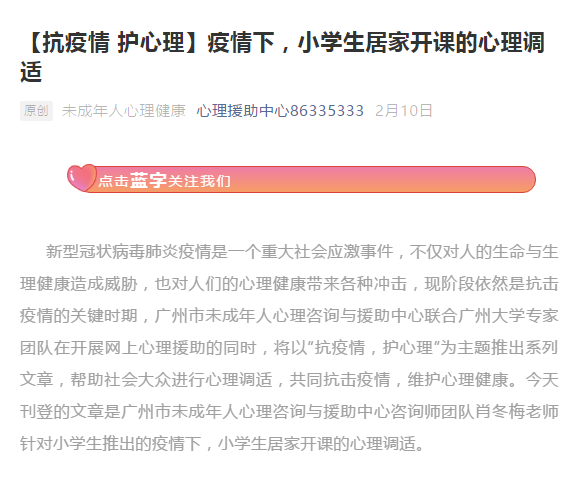 【抗疫情 护心理】疫情下，小学生居家开课的心理调
适
原创 未成年人心理健康 心理援助中心86335333 2月10日
点击蓝字关注我们
新型冠状病毒肺炎疫情是一个重大社会应激事件，不仅对人的生命与生
理健康造成威胁，也对人们的心理健康带来各种冲击，现阶段依然是抗击
疫情的关键时期，广州市未成年人心理咨询与援助中心联合广州大学专家
团队在开展网上心理援助的同时，将以"抗疫情，护心理"为主题推出系列
文章，帮助社会大众进行心理调适，共同抗击疫情，维护心理健康。今天
刊登的文章是广州市未成年人心理咨询与援助中心咨询师团队肖冬梅老师
针对小学生推出的疫情下，小学生居家开课的心理调适。